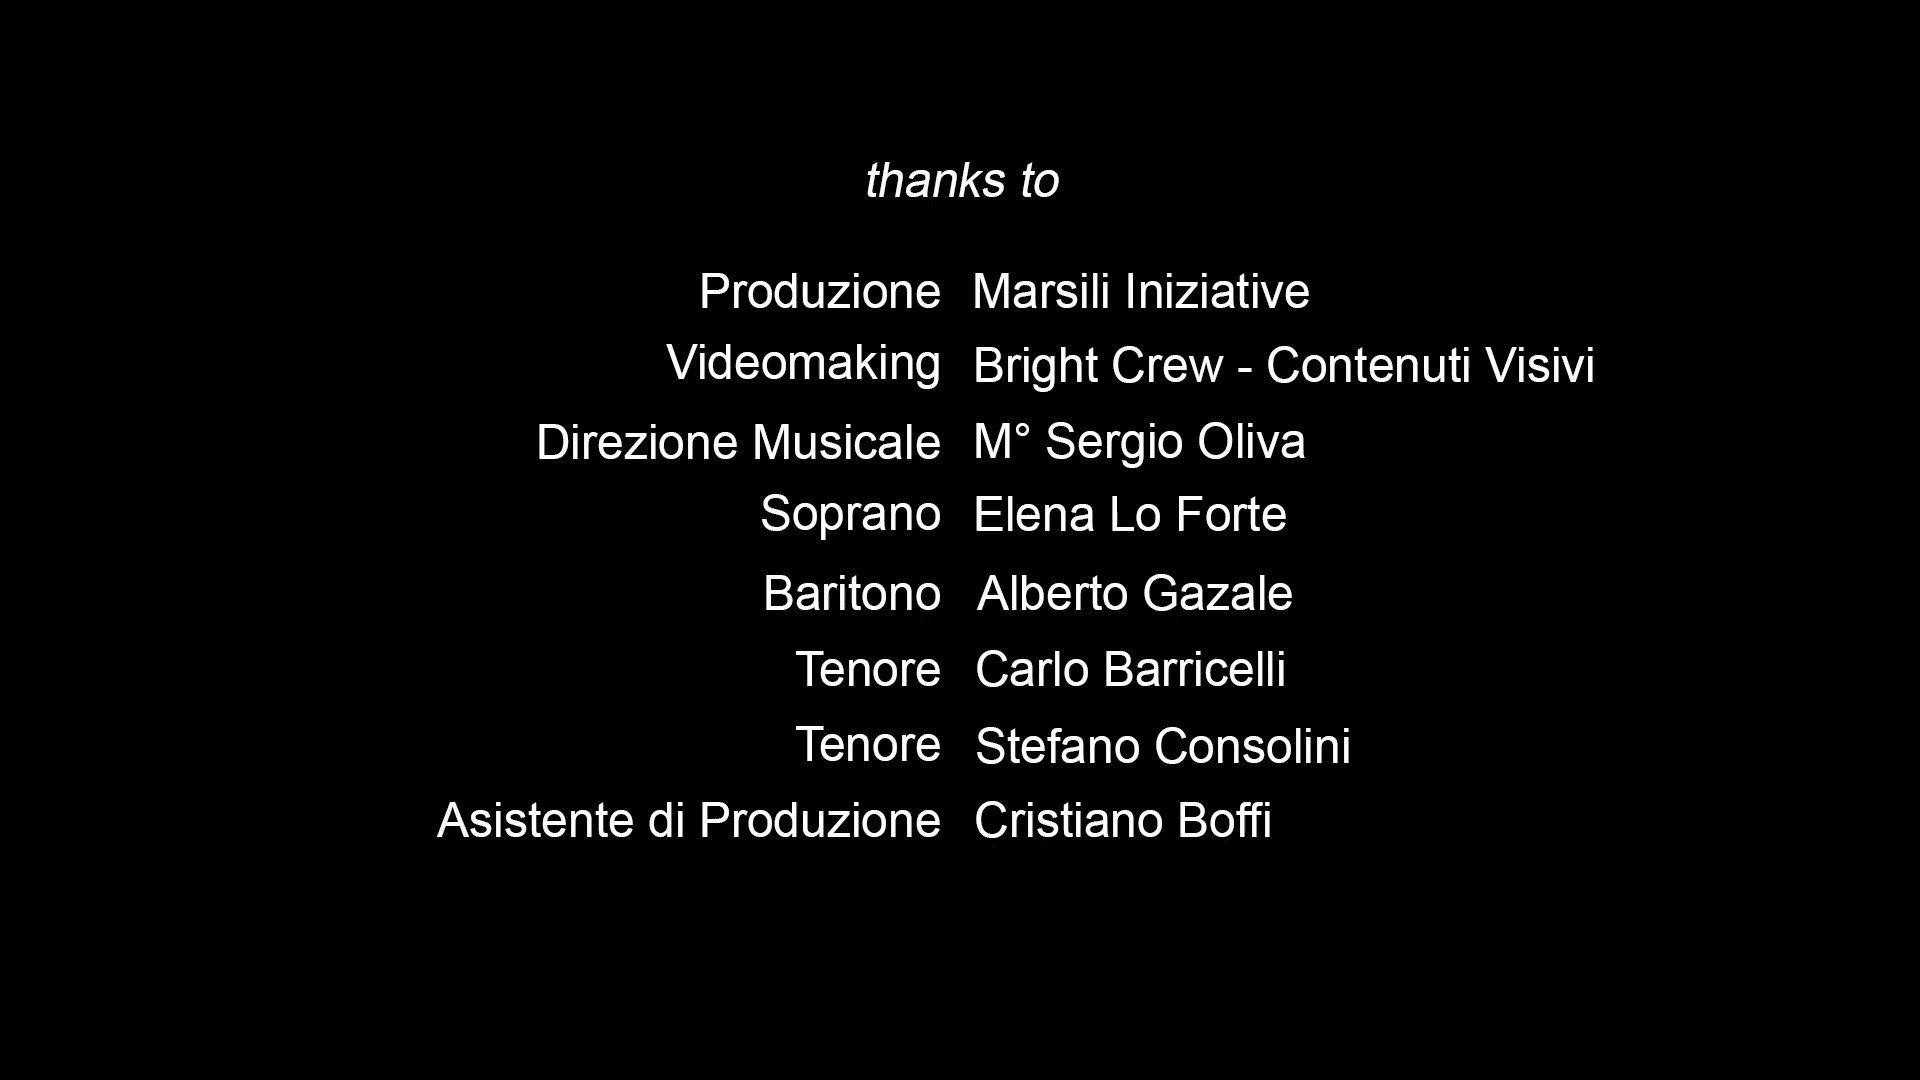 thanks to
Produzione Marsili Iniziative
Videomaking Bright Crew - Contenuti Visivi
Direzione Musicale M° Sergio Oliva
Soprano Elena Lo Forte
Baritono Alberto Gazale
Tenore Carlo Barricelli
Tenore Stefano Consolini
Asistente di Produzione Cristiano Boffi